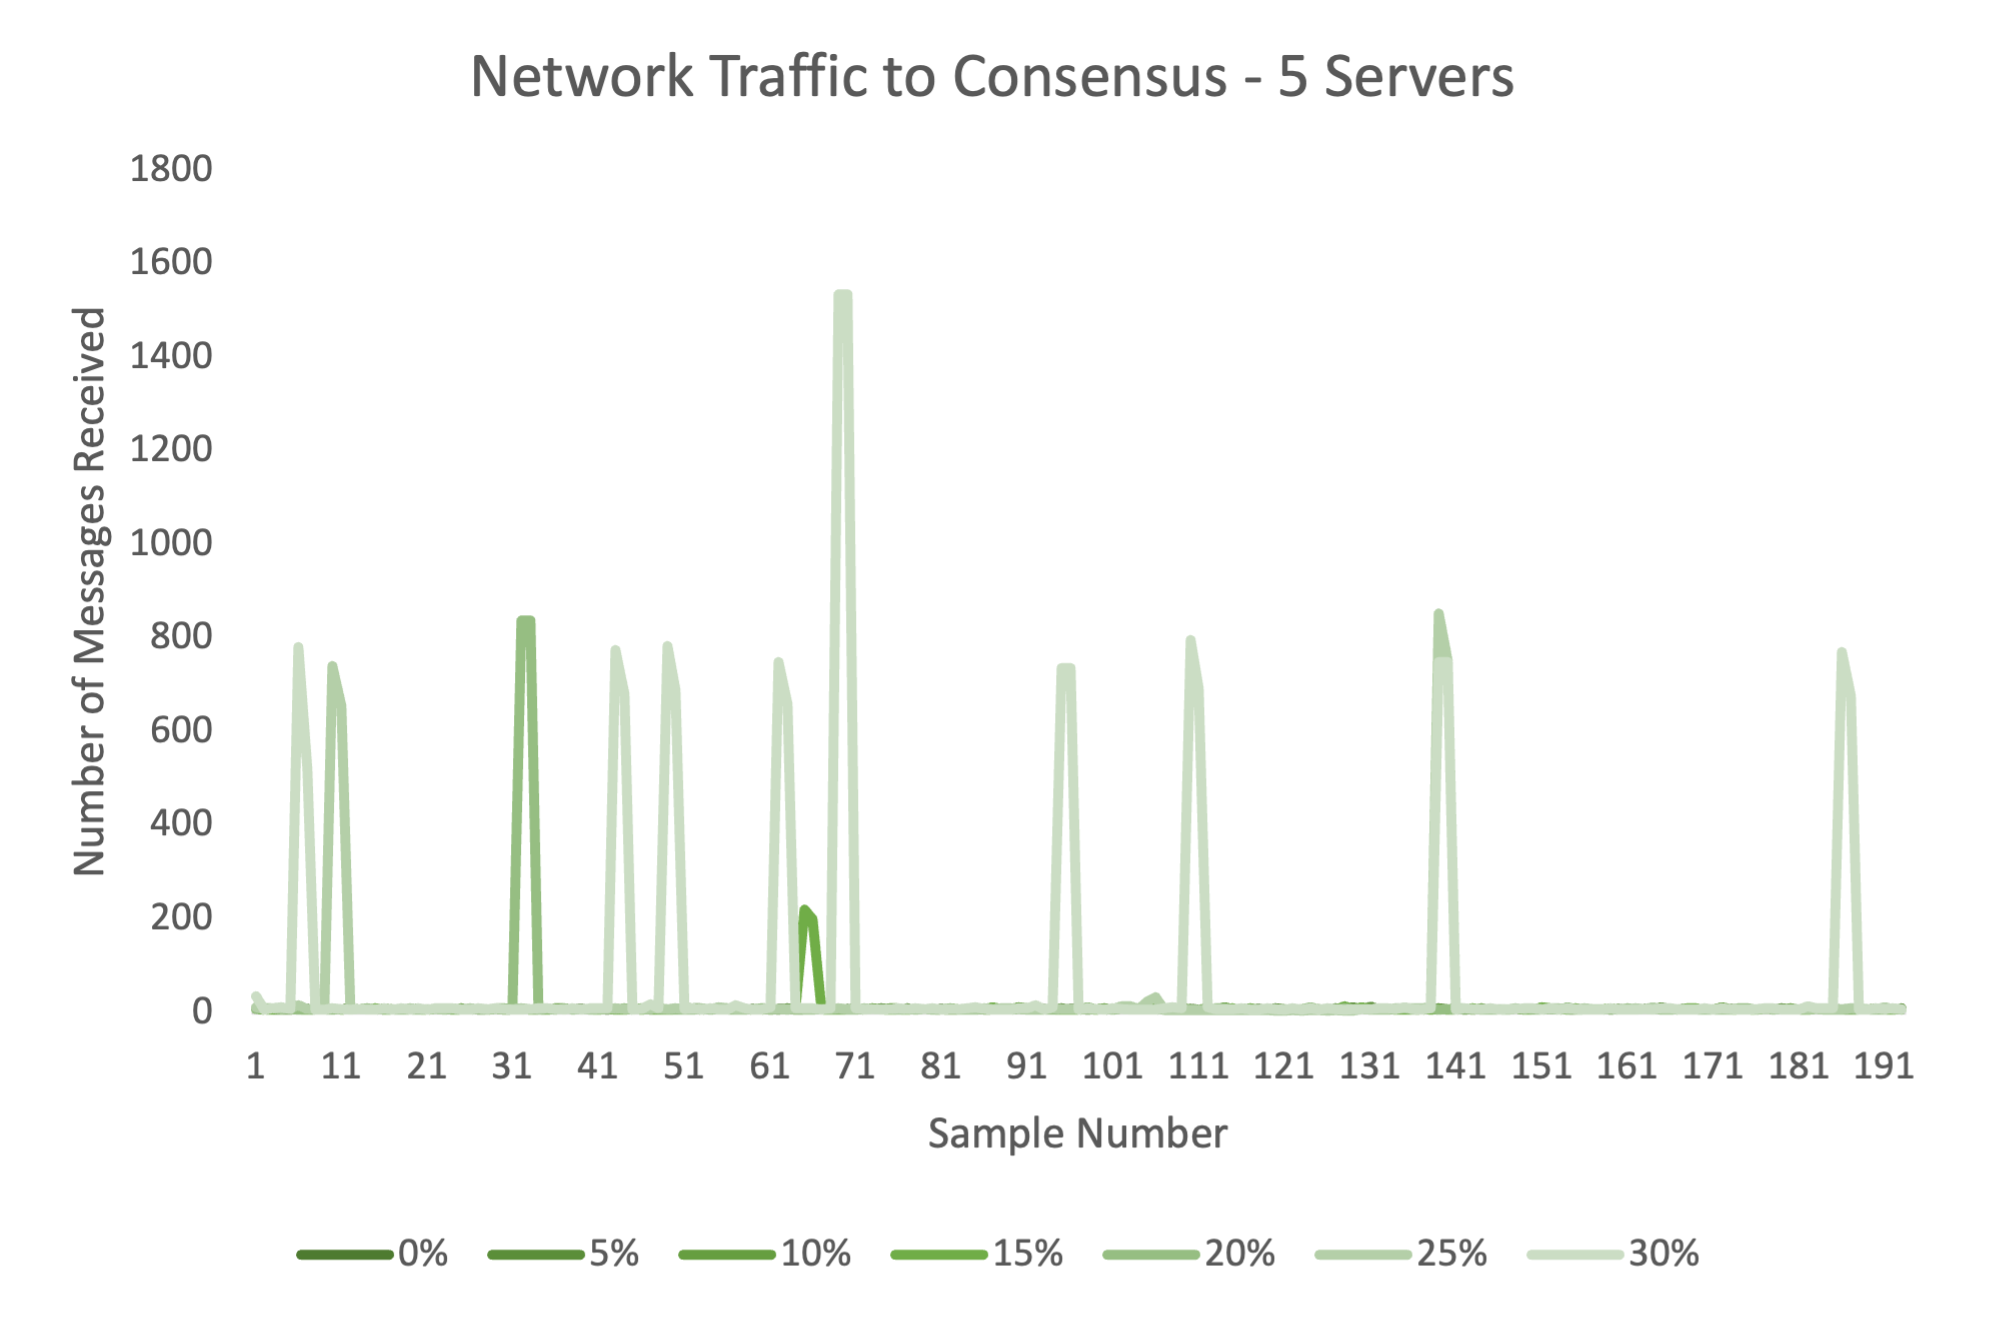 Network Traffic to Consensus - 5 Servers
1800
1600
1400
1200
1000
800
600
400
200
0
Number of Messages Received
1 11 21 31 41 51 61 71 81 91 101 111 121 131 141 151 161 171 181 191
Sample Number
0% 5% 10% 15% 20% 25% 30%